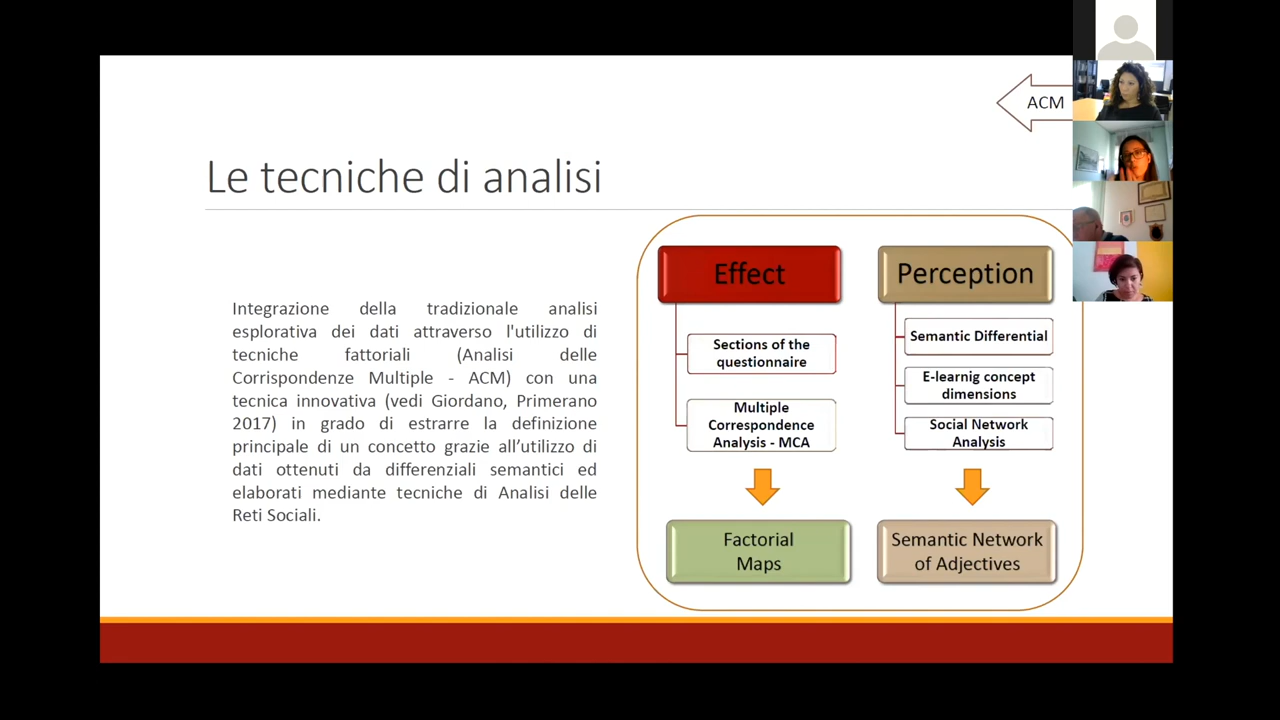 ACM
Le tecniche di analisi
Integrazione della tradizionale analisi
esplorativa dei dati attraverso l'utilizzo di
tecniche fattoriali (Analisi delle
Corrispondenze Multiple - ACM) con una
tecnica innovativa (vedi Giordano, Primerano
2017) in grado di estrarre la definizione
principale di un concetto grazie all’utilizzo di
dati ottenuti da differenziali semantici ed
elaborati mediante tecniche di Analisi delle
Reti Sociali.
Effect
Sections of the
questionnaire
Multiple
Correspondence
Analysis - MCA
Factorial
Maps
Perception
Semantic Differential
E-learnig concept
dimensions
Social Network
Analysis
Semantic Network
of Adjectives